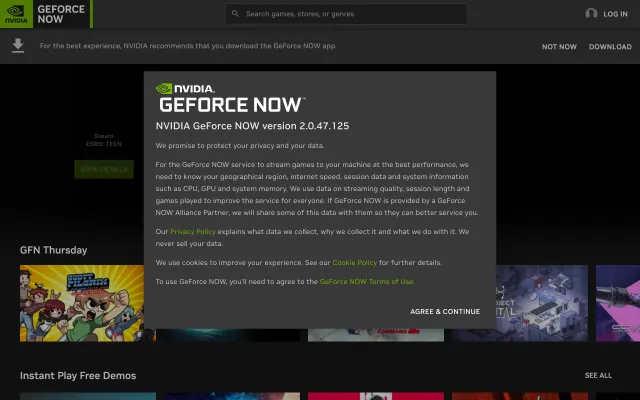 NVIDIA
GEFORCE
NOW
Search games, stores, or genres
LOG IN
For the best experience, NVIDIA recommends that you download the GeForce NOW app
NOT NOW
DOWNLOAD
NVIDIA.
GEFORCE NOW
NVIDIA GeForce NOW version 2.0.47.125
We promise to protect your privacy and your data.
For the GeForce NOW service to stream games to your machine at the best performance, we
need to know your geographical region, internet speed, session data and system information
such as CPU, GPU and system memory. We use data on streaming quality, session length and
games played to improve the service for everyone. If GeForce NOW is provided by a GeForce
NOW Alliance Partner, we will share some of this data with them so they can better service you.
Our Privacy Policy explains what data we collect, why we collect it and what we do with it. We
never sell your data.
We use cookies to improve your experience. See our Cookie Policy for further details.
To use GeForce NOW, you'll need to agree to the GeForce NOW Terms of Use.
AGREE & CONTINUE
Steam
ESRB: TEEN
VIEW DETAILS
GFN Thursday
SCOTT
PILGRIM
Instant Play Free Demos
SEE ALL